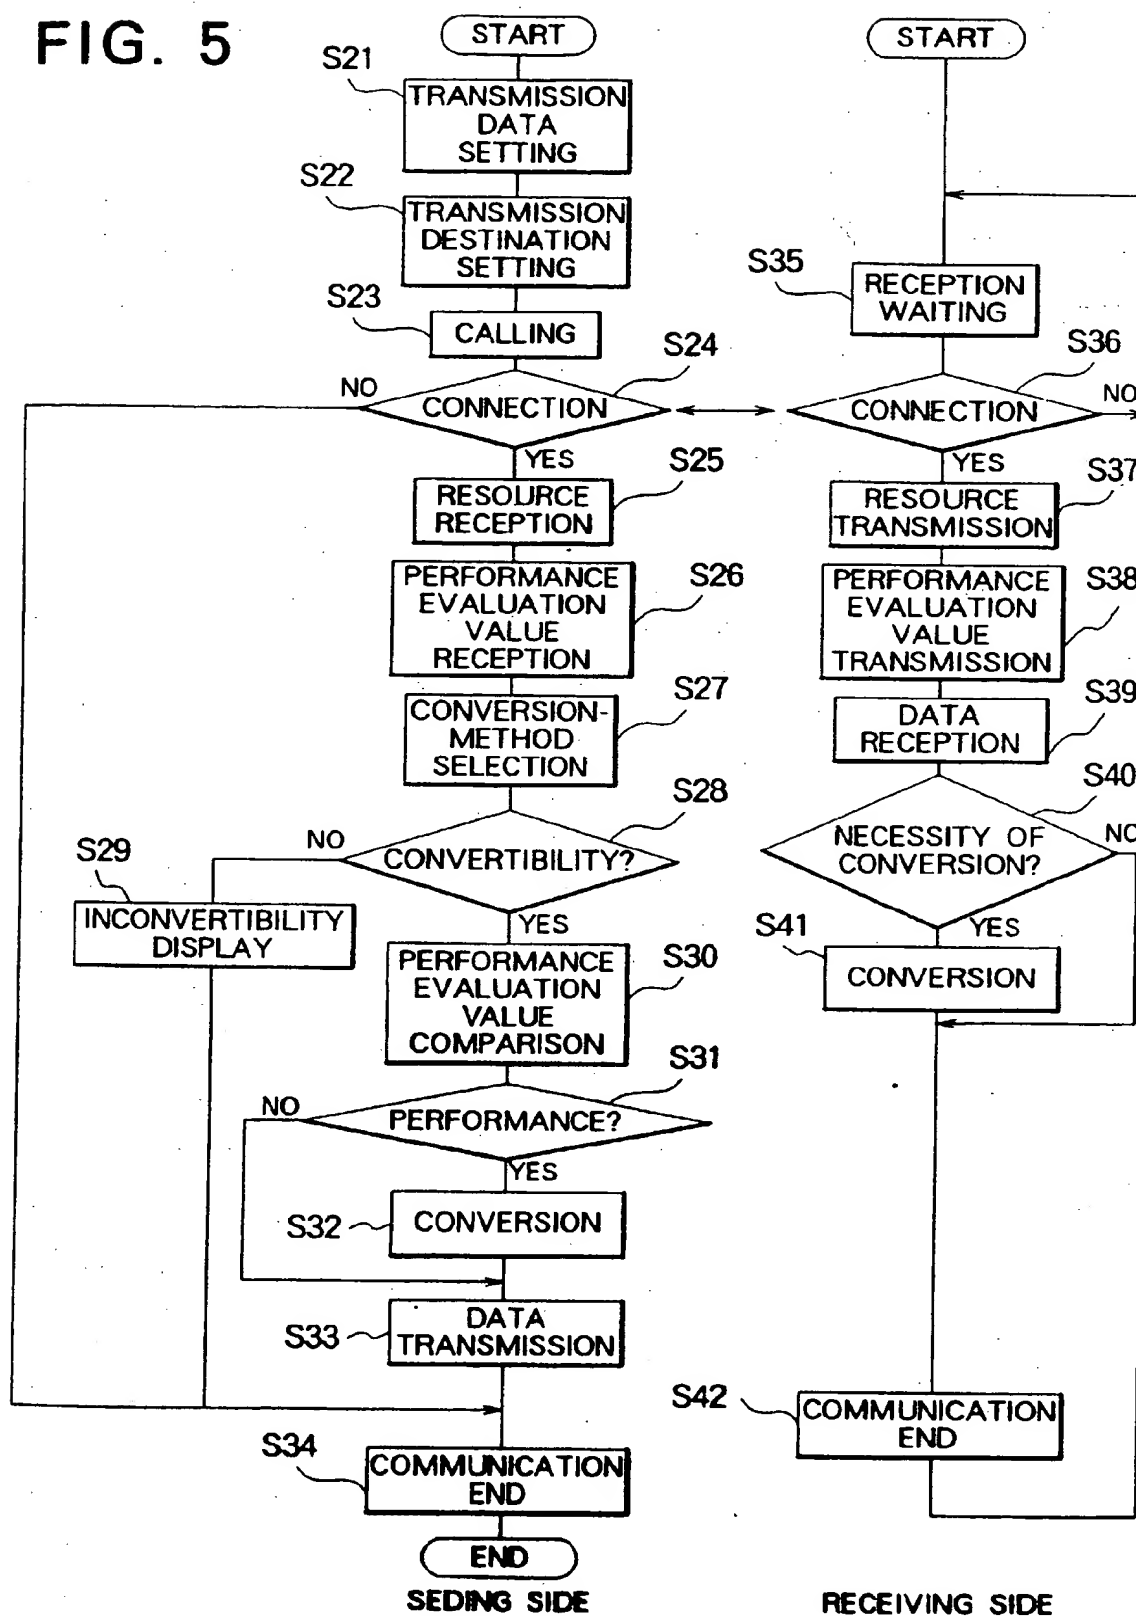 FIG. 5
START
S21
TRANSMISSION
DATA
SETTING
S22
TRANSMISSION
DESTINATION
SETTING
S23
CALLING
S24
NO
CONNECTION
YES
S25
RESOURCE
RECEPTION
S26
PERFORMANCE
EVALUATION
VALUE
RECEPTION
S27
CONVERSION-
METHOD
SELECTION
S28
NO
CONVERTIBILITY?
S29
INCONVERTIBILITY
DISPLAY
YES
S30
PERFORMANCE
EVALUATION
VALUE
COMPARISON
S31
NO
PERFORMANCE?
YES
S32
CONVERSION
S33
DATA
TRANSMISSION
S34
COMMUNICATION
END
END
SEDING SIDE
START
S35
RECEPTION
WAITING
S36
CONNECTION
NO
YES
S37
RESOURCE
TRANSMISSION
S38
PERFORMANCE
EVALUATION
VALUE
TRANSMISSION
S39
DATA
RECEPTION
S40
NECESSITY OF
CONVERSION?
NO
YES
S41
CONVERSION
S42
COMMUNICATION
END
RECEIVING SIDE